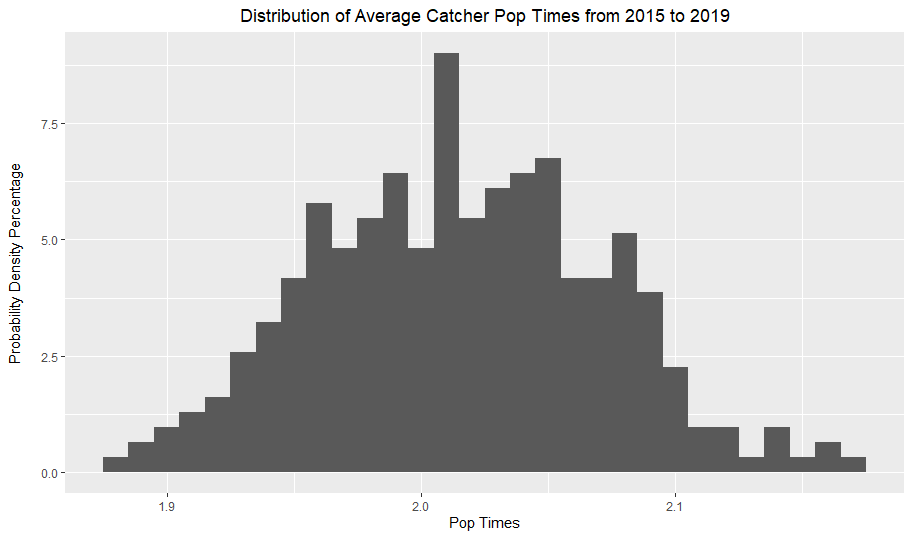 Distribution of Average Catcher Pop Times from 2015 to 2019
Probability Density Percentage
7.5
5.0
2.5
0.0
1.9
2.0
2.1
Pop Times